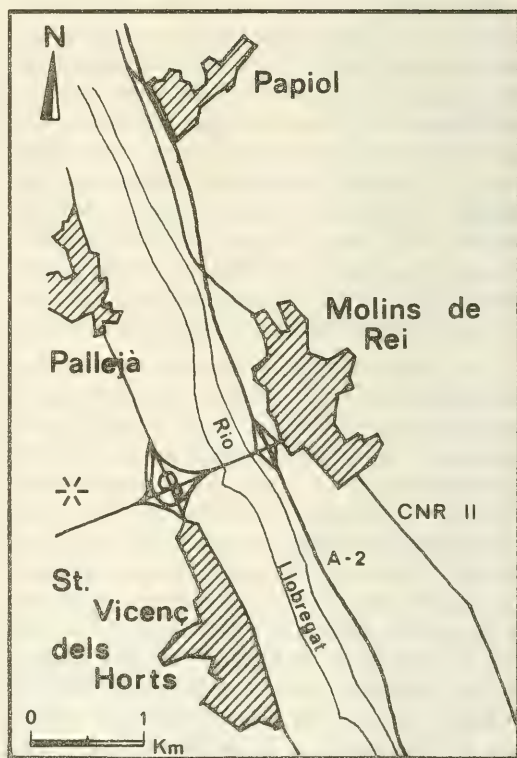 N
Papiol
Molins de
Rei
Pallejà
Rio
CNR II
A-2
Llobregat
St.
Vicenç
dels
Horts
0 1
Km